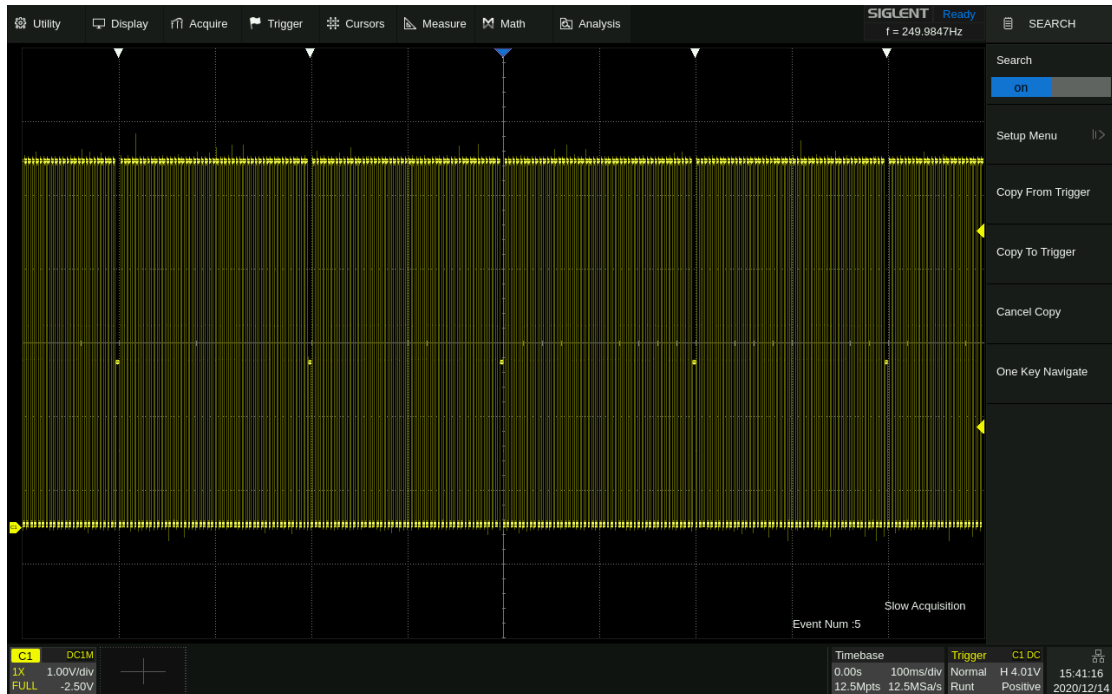 Utility Display Acquire Trigger Cursors Measure Math Analysis
SIGLENT Ready
f = 249.9847Hz
SEARCH
Search
on
Setup Menu
Copy From Trigger
Copy To Trigger
Cancel Copy
One Key Navigate
Slow Acquisition
Event Num :5
C1 DC1M
1X 1.00V/div
FULL -2.50V
Timebase
0.00s 100ms/div
12.5Mpts 12.5MSa/s
Trigger C1 DC
Normal H 4.01V
Runt Positive
15:41:16
2020/12/14